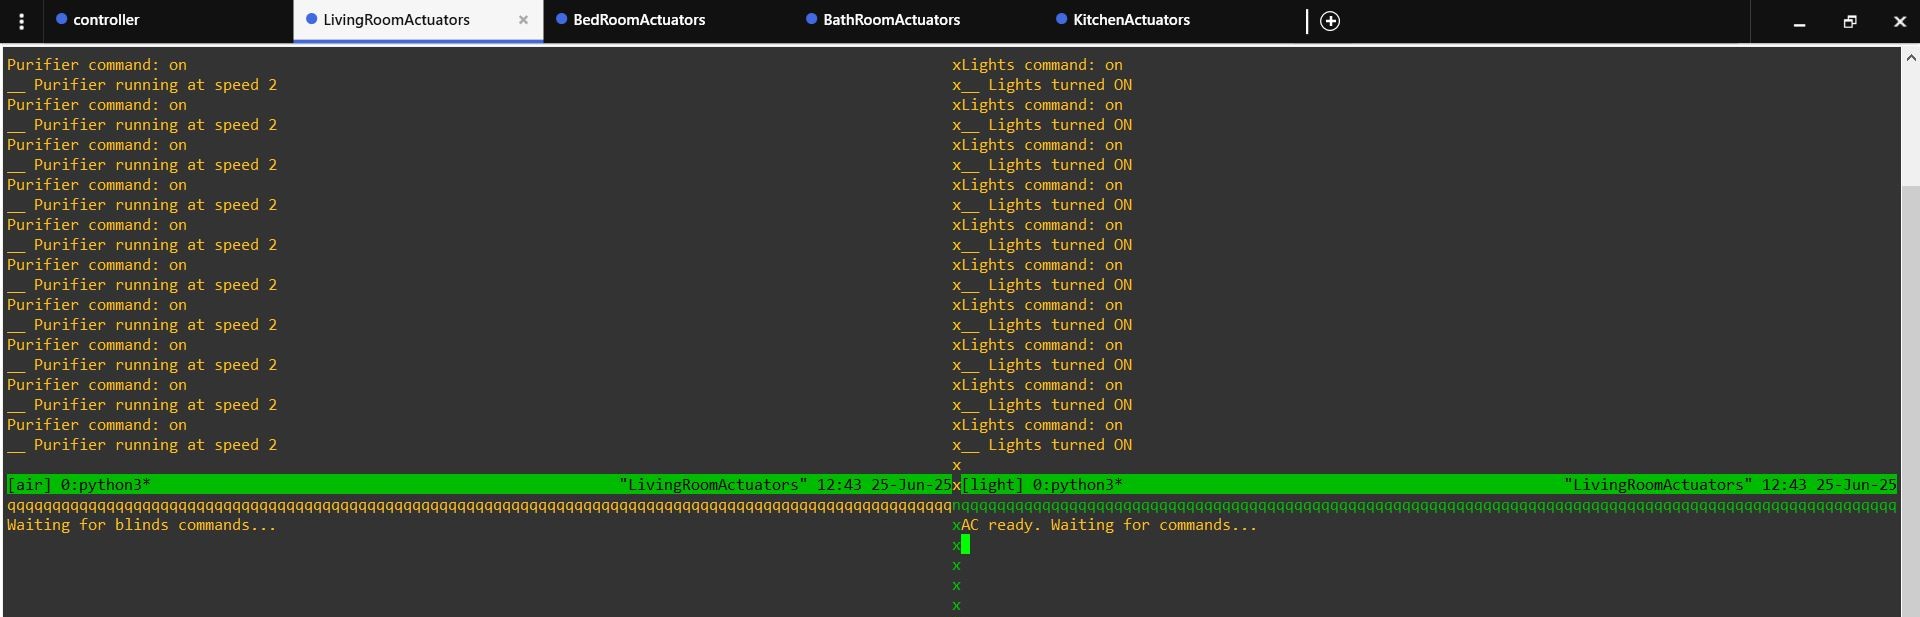 controller LivingRoomActuators × BedRoomActuators BathRoomActuators KitchenActuators
Purifier command: on
__ Purifier running at speed 2
Purifier command: on
__ Purifier running at speed 2
Purifier command: on
__ Purifier running at speed 2
Purifier command: on
__ Purifier running at speed 2
Purifier command: on
__ Purifier running at speed 2
Purifier command: on
__ Purifier running at speed 2
Purifier command: on
__ Purifier running at speed 2
Purifier command: on
__ Purifier running at speed 2
Purifier command: on
__ Purifier running at speed 2
Purifier command: on
__ Purifier running at speed 2
[air] 0:python3* "LivingRoomActuators" 12:43 25-Jun-25
xLights command: on
x__ Lights turned ON
xLights command: on
x__ Lights turned ON
xLights command: on
x__ Lights turned ON
xLights command: on
x__ Lights turned ON
xLights command: on
x__ Lights turned ON
xLights command: on
x__ Lights turned ON
xLights command: on
x__ Lights turned ON
xLights command: on
x__ Lights turned ON
xLights command: on
x__ Lights turned ON
xLights command: on
x__ Lights turned ON
x
x[light] 0:python3* "LivingRoomActuators" 12:43 25-Jun-25
qqqqqqqqqqqqqqqqqqqqqqqqqqqqqqqqqqqqqqqqqqqqqqqqqqqqqqqqqqqqqqqqqqqqqqqqqqqqqqqqqqqqqqqqqqqqqqqqqqqqqqqqqnqqqqqqqqqqqqqqqqqqqqqqqqqqqqqqqqqqqqqqqqqqqqqqqqqqqqqqqqqqqqqqqqqqqqqqqqqqqqqqqqqqqqqqqqqqqqqqqqqqqqqqqq
Waiting for blinds commands...
xAC ready. Waiting for commands...
x
x
x
x